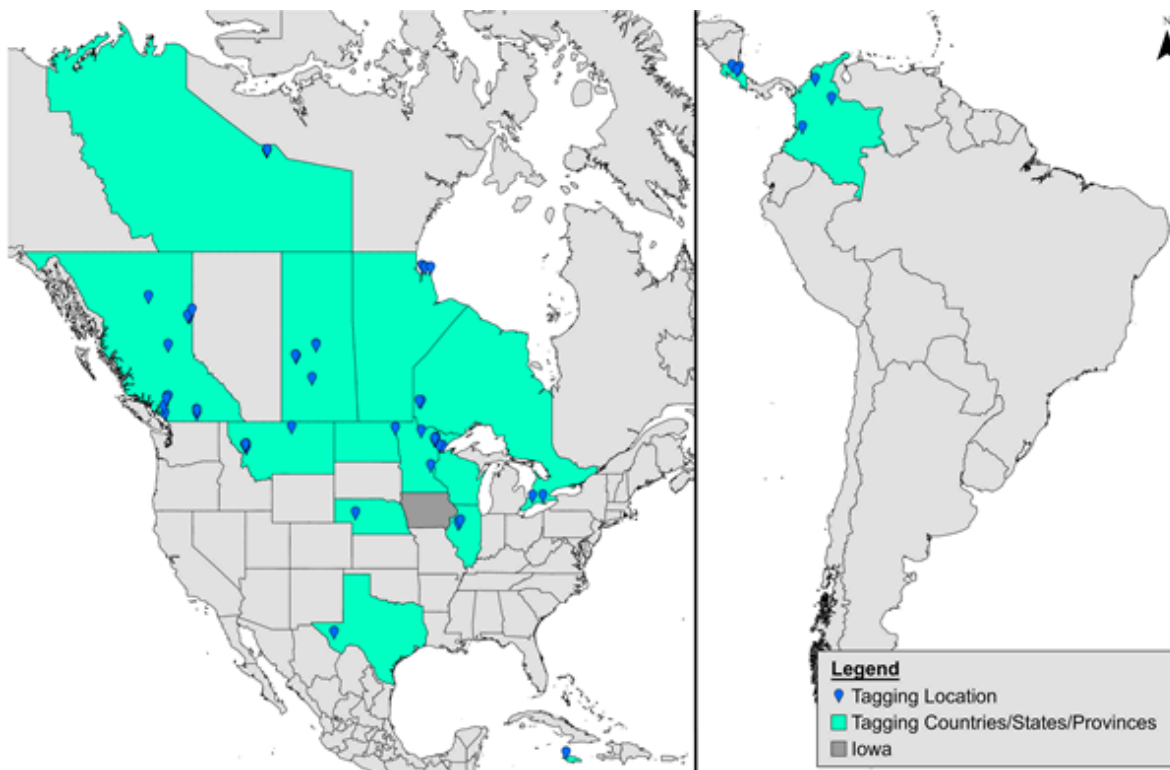 N
Legend
Tagging Location
Tagging Countries/States/Provinces
Iowa